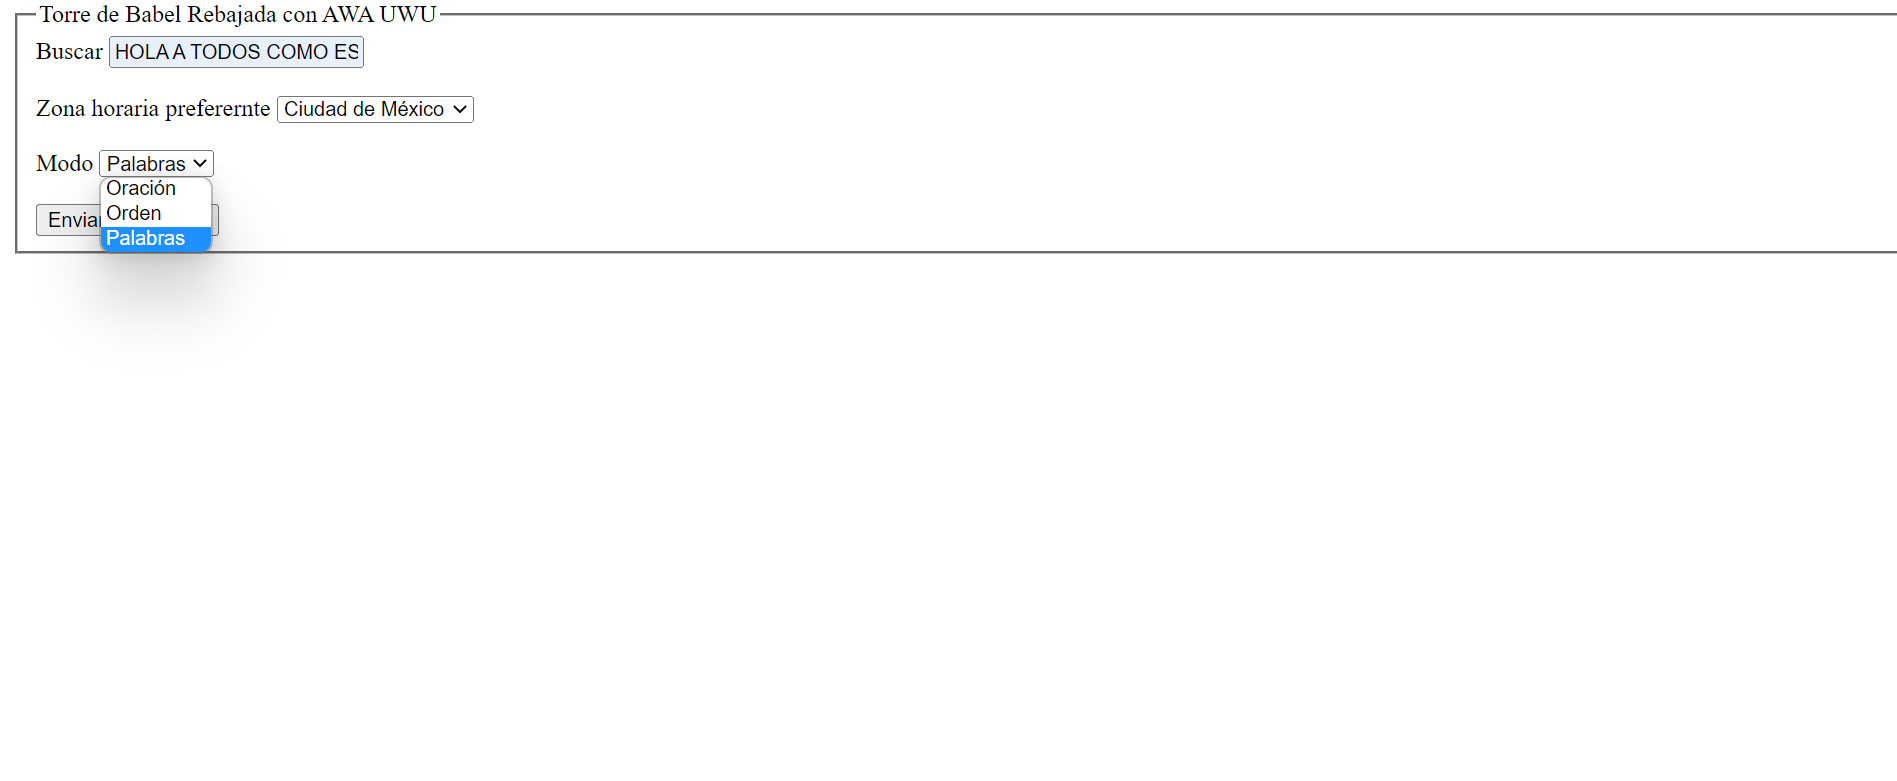 Torre de Babel Rebajada con AWA UWU
Buscar HOLA A TODOS COMO ES
Zona horaria preferernte Ciudad de México
Modo Palabras
Oración
Orden
Palabras